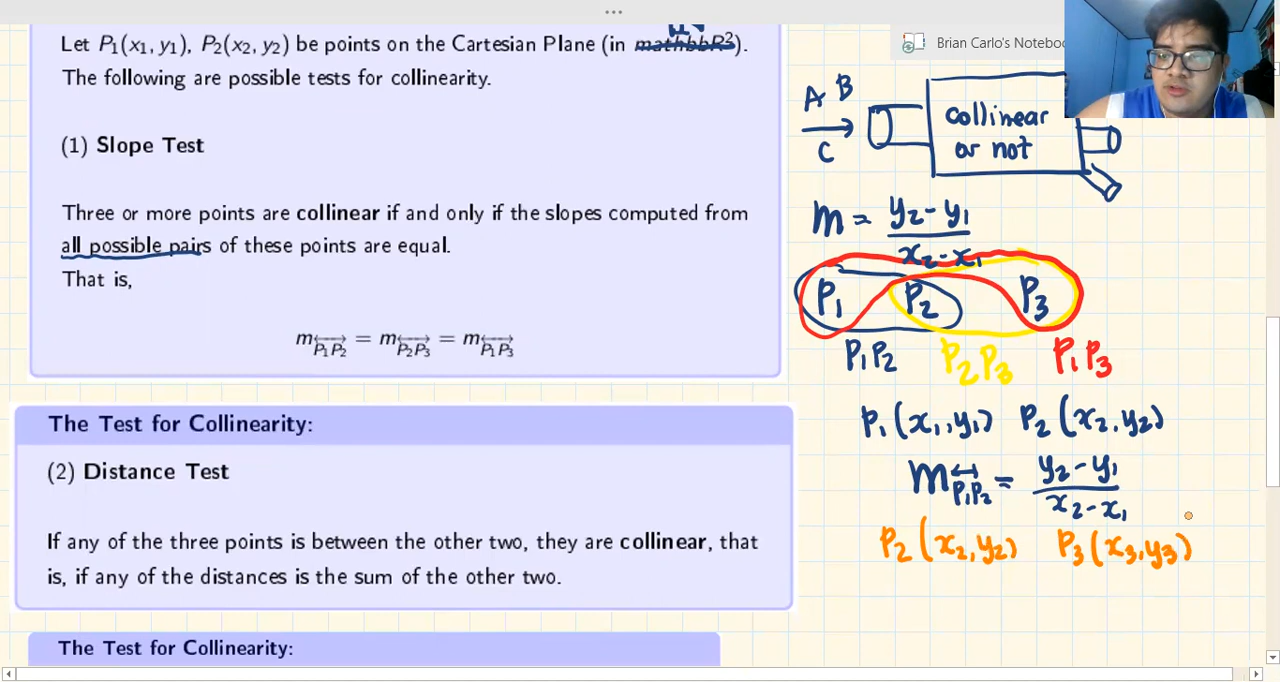 Let P₁(x₁, y₁), P₂(x₂, y₂) be points on the Cartesian Plane (in mathbbR²).
The following are possible tests for collinearity.
(1) Slope Test
Three or more points are collinear if and only if the slopes computed from
all possible pairs of these points are equal.
That is,
m P₁P₂ = m P₂P₃ = m P₁P₃
The Test for Collinearity:
(2) Distance Test
If any of the three points is between the other two, they are collinear, that
is, if any of the distances is the sum of the other two.
The Test for Collinearity:
Brian Carlo's Noteboo
A B
C
collinear
or not
m = y₂-y₁
x₂-x₁
P₁ P₂ P₃
P₁P₂ P₂P₃ P₁P₃
P₁(x₁,y₁) P₂(x₂,y₂)
m P₁P₂ = y₂-y₁
x₂-x₁
P₂(x₂,y₂) P₃(x₃,y₃)